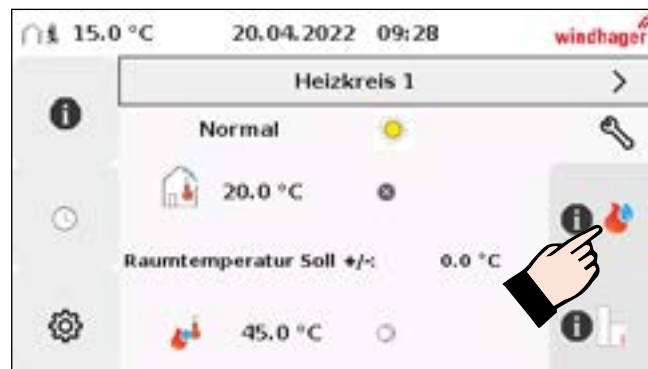 15.0 °C 20.04.2022 09:28 windhager
Heizkreis 1
Normal
20.0 °C
Raumtemperatur Soll +/-: 0.0 °C
45.0 °C